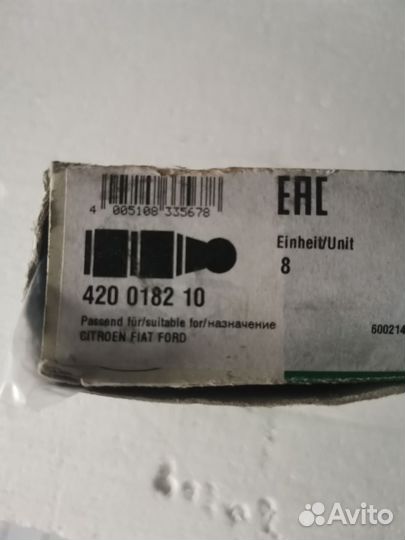 4 005108 335678
EAC
Einheit/Unit
8
420 0182 10
Passend für/suitable for/назначение
CITROEN FIAT FORD
600214
Avito